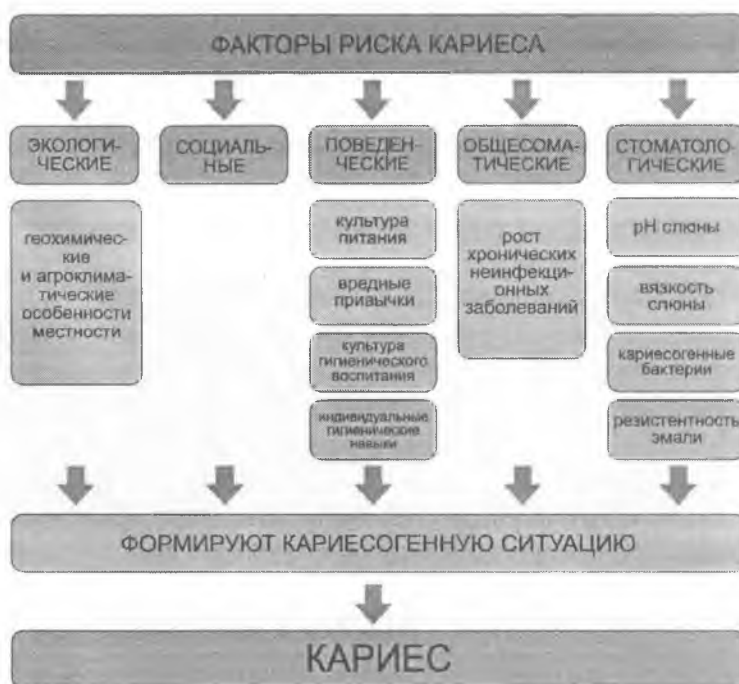 ФАКТОРЫ РИСКА КАРИЕСА
ЭКОЛОГИ-
ЧЕСКИЕ
СОЦИАЛЬ-
НЫЕ
ПОВЕДЕН-
ЧЕСКИЕ
ОБЩЕСОМА-
ТИЧЕСКИЕ
СТОМАТОЛО-
ГИЧЕСКИЕ
геохимичес-
кие
и агроклима-
тические
особенности
местности
культура
питания
вредные
привычки
культура
гигиенического
воспитания
индивидуальные
гигиенические
навыки
рост
хронических
неинфекци-
онных
заболеваний
pH слюны
вязкость
слюны
кариесогенные
бактерии
резистентность
эмали
ФОРМИРУЮТ КАРИЕСОГЕННУЮ СИТУАЦИЮ
КАРИЕС